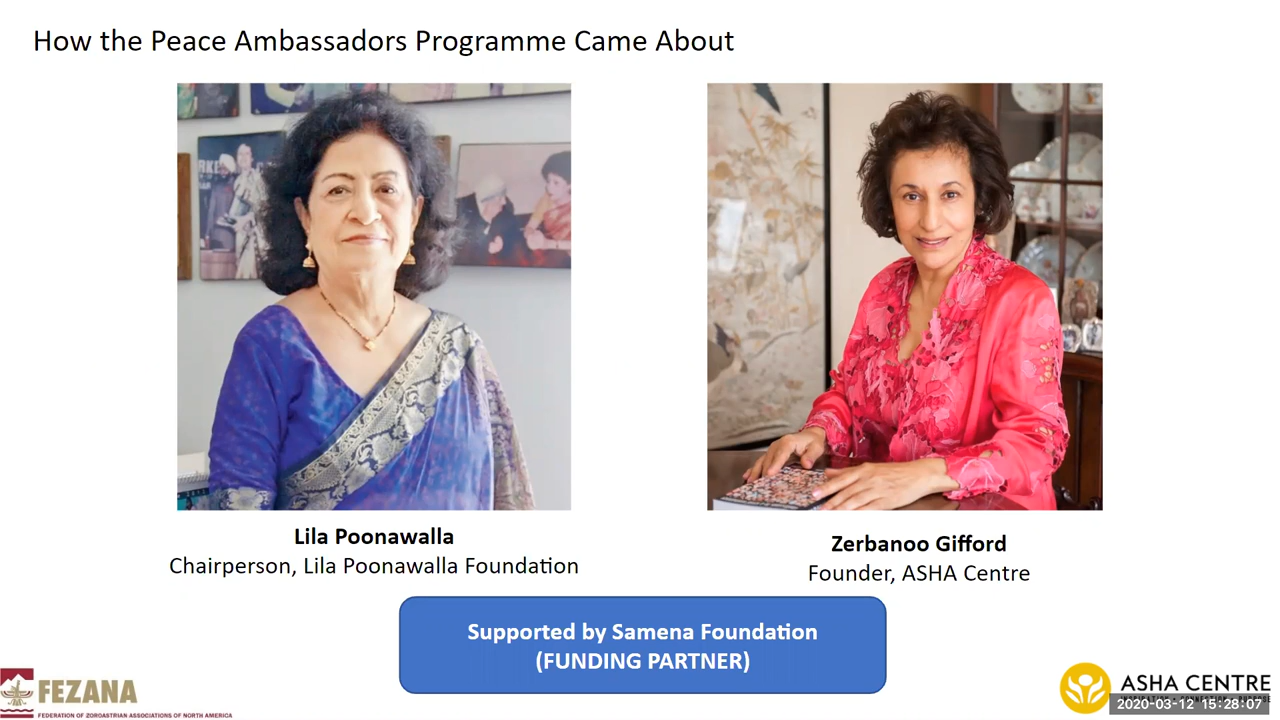 How the Peace Ambassadors Programme Came About
Lila Poonawalla
Chairperson, Lila Poonawalla Foundation
Zerbanoo Gifford
Founder, ASHA Centre
Supported by Samena Foundation
(FUNDING PARTNER)
FEZANA
FEDERATION OF ZOROASTRIAN ASSOCIATIONS OF NORTH AMERICA
ASHA CENTRE
2020-03-12 15:28:07